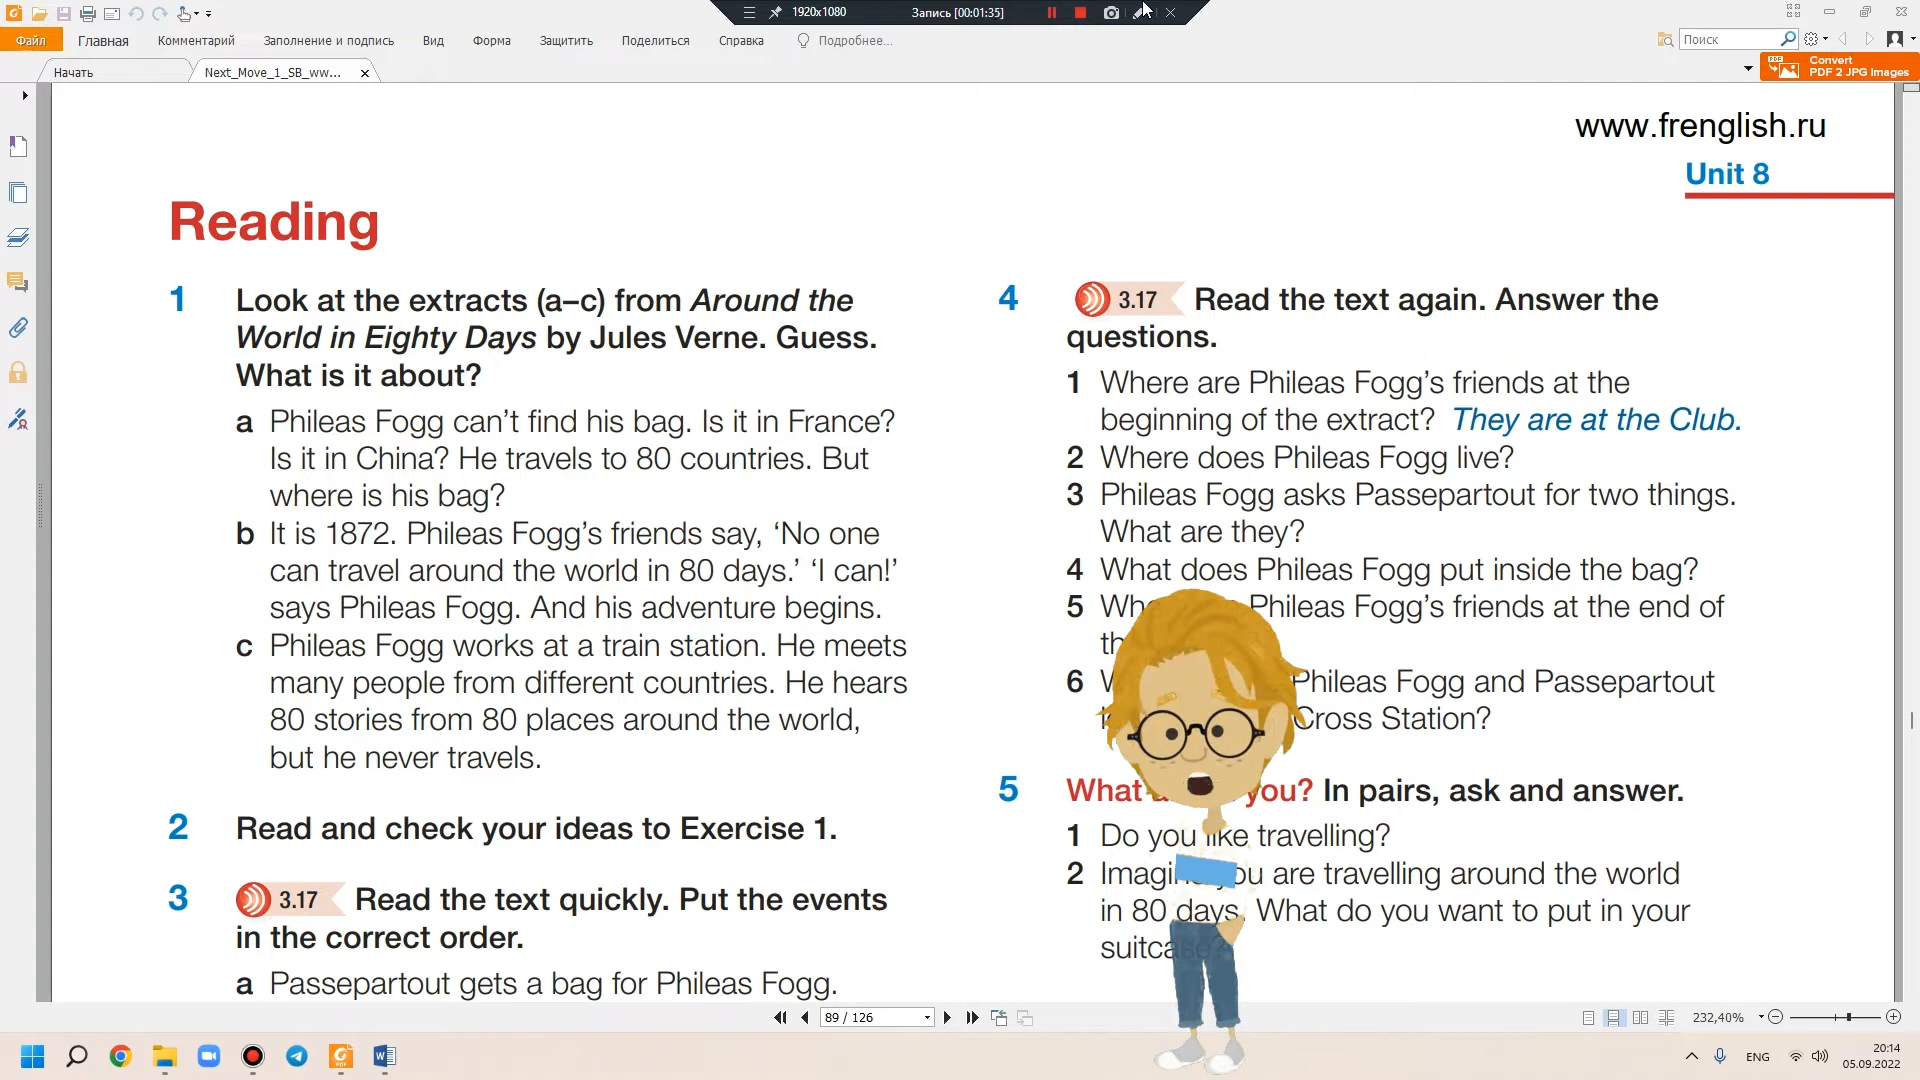 1920x1080
Запись [00:01:35]
Файл
Главная
Комментарий
Заполнение и подпись
Вид
Форма
Защитить
Поделиться
Справка
Подробнее...
Поиск
Начать
Next_Move_1_SB_ww...
Convert
PDF 2 JPG Images
www.frenglish.ru
Unit 8
Reading
1 Look at the extracts (a–c) from Around the
World in Eighty Days by Jules Verne. Guess.
What is it about?
a Phileas Fogg can’t find his bag. Is it in France?
Is it in China? He travels to 80 countries. But
where is his bag?
b It is 1872. Phileas Fogg’s friends say, ‘No one
can travel around the world in 80 days.’ ‘I can!’
says Phileas Fogg. And his adventure begins.
c Phileas Fogg works at a train station. He meets
many people from different countries. He hears
80 stories from 80 places around the world,
but he never travels.
2 Read and check your ideas to Exercise 1.
3 3.17 Read the text quickly. Put the events
in the correct order.
a Passepartout gets a bag for Phileas Fogg.
4 3.17 Read the text again. Answer the
questions.
1 Where are Phileas Fogg’s friends at the
beginning of the extract? They are at the Club.
2 Where does Phileas Fogg live?
3 Phileas Fogg asks Passepartout for two things.
What are they?
4 What does Phileas Fogg put inside the bag?
5 Phileas Fogg’s friends at the end of
6 Phileas Fogg and Passepartout
Cross Station?
5 What you? In pairs, ask and answer.
1 Do you like travelling?
2 Imagine you are travelling around the world
in 80 days. What do you want to put in your
suitcase?
89 / 126
232,40%
ENG
20:14
05.09.2022